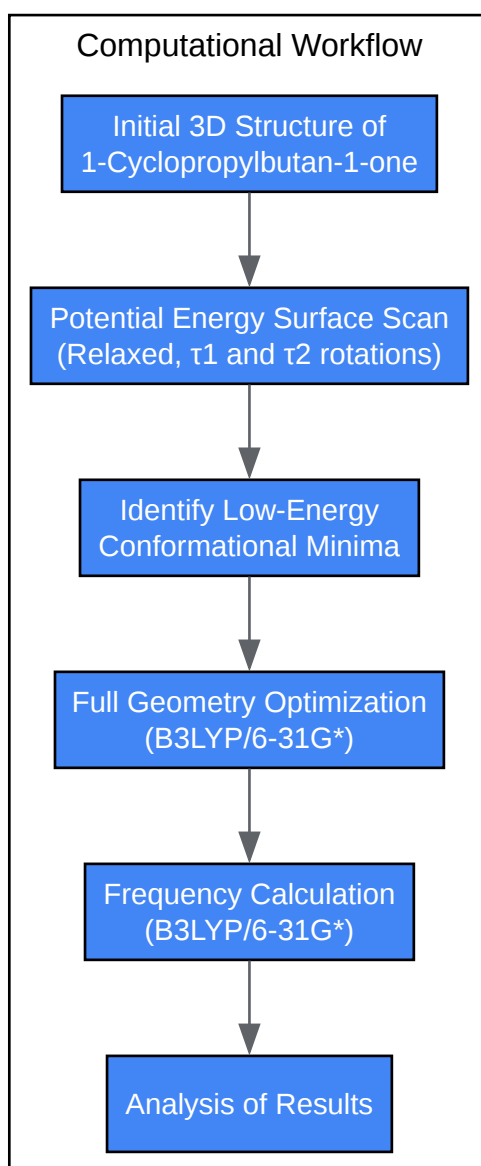 Computational Workflow
Initial 3D Structure of
1-Cyclopropylbutan-1-one
Potential Energy Surface Scan
(Relaxed, τ1 and τ2 rotations)
Identify Low-Energy
Conformational Minima
Full Geometry Optimization
(B3LYP/6-31G*)
Frequency Calculation
(B3LYP/6-31G*)
Analysis of Results